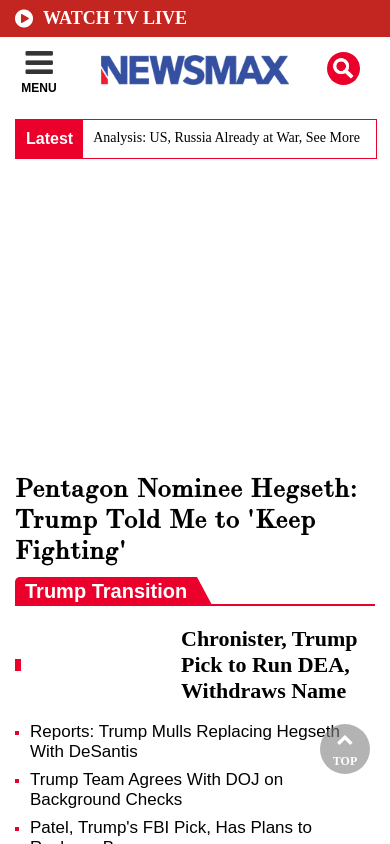 WATCH TV LIVE
MENU
NEWSMAX
Latest
Analysis: US, Russia Already at War, See More
Pentagon Nominee Hegseth:
Trump Told Me to 'Keep
Fighting'
Trump Transition
Chronister, Trump
Pick to Run DEA,
Withdraws Name
Reports: Trump Mulls Replacing Hegseth
With DeSantis
TOP
Trump Team Agrees With DOJ on
Background Checks
Patel, Trump's FBI Pick, Has Plans to